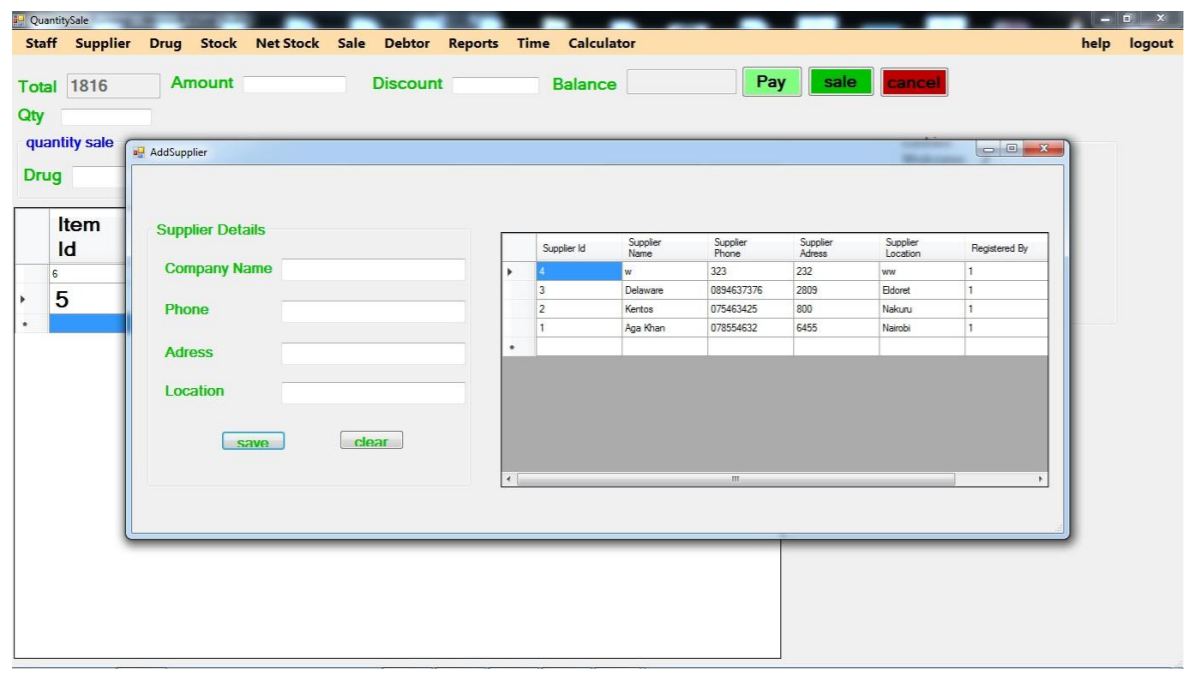 QuantitySale
Staff Supplier Drug Stock Net Stock Sale Debtor Reports Time Calculator help logout
Total 1816 Amount Discount Balance Pay sale cancel
Qty
quantity sale
Drug
Item
Id
6
5
AddSupplier
Supplier Details
Company Name
Phone
Adress
Location
save clear
Supplier Id Supplier Name Supplier Phone Supplier Adress Supplier Location Registered By
4 w 323 232 ww 1
3 Delaware 0894637376 2809 Eldoret 1
2 Kentos 075463425 800 Nakuru 1
1 Aga Khan 078554632 6455 Nairobi 1